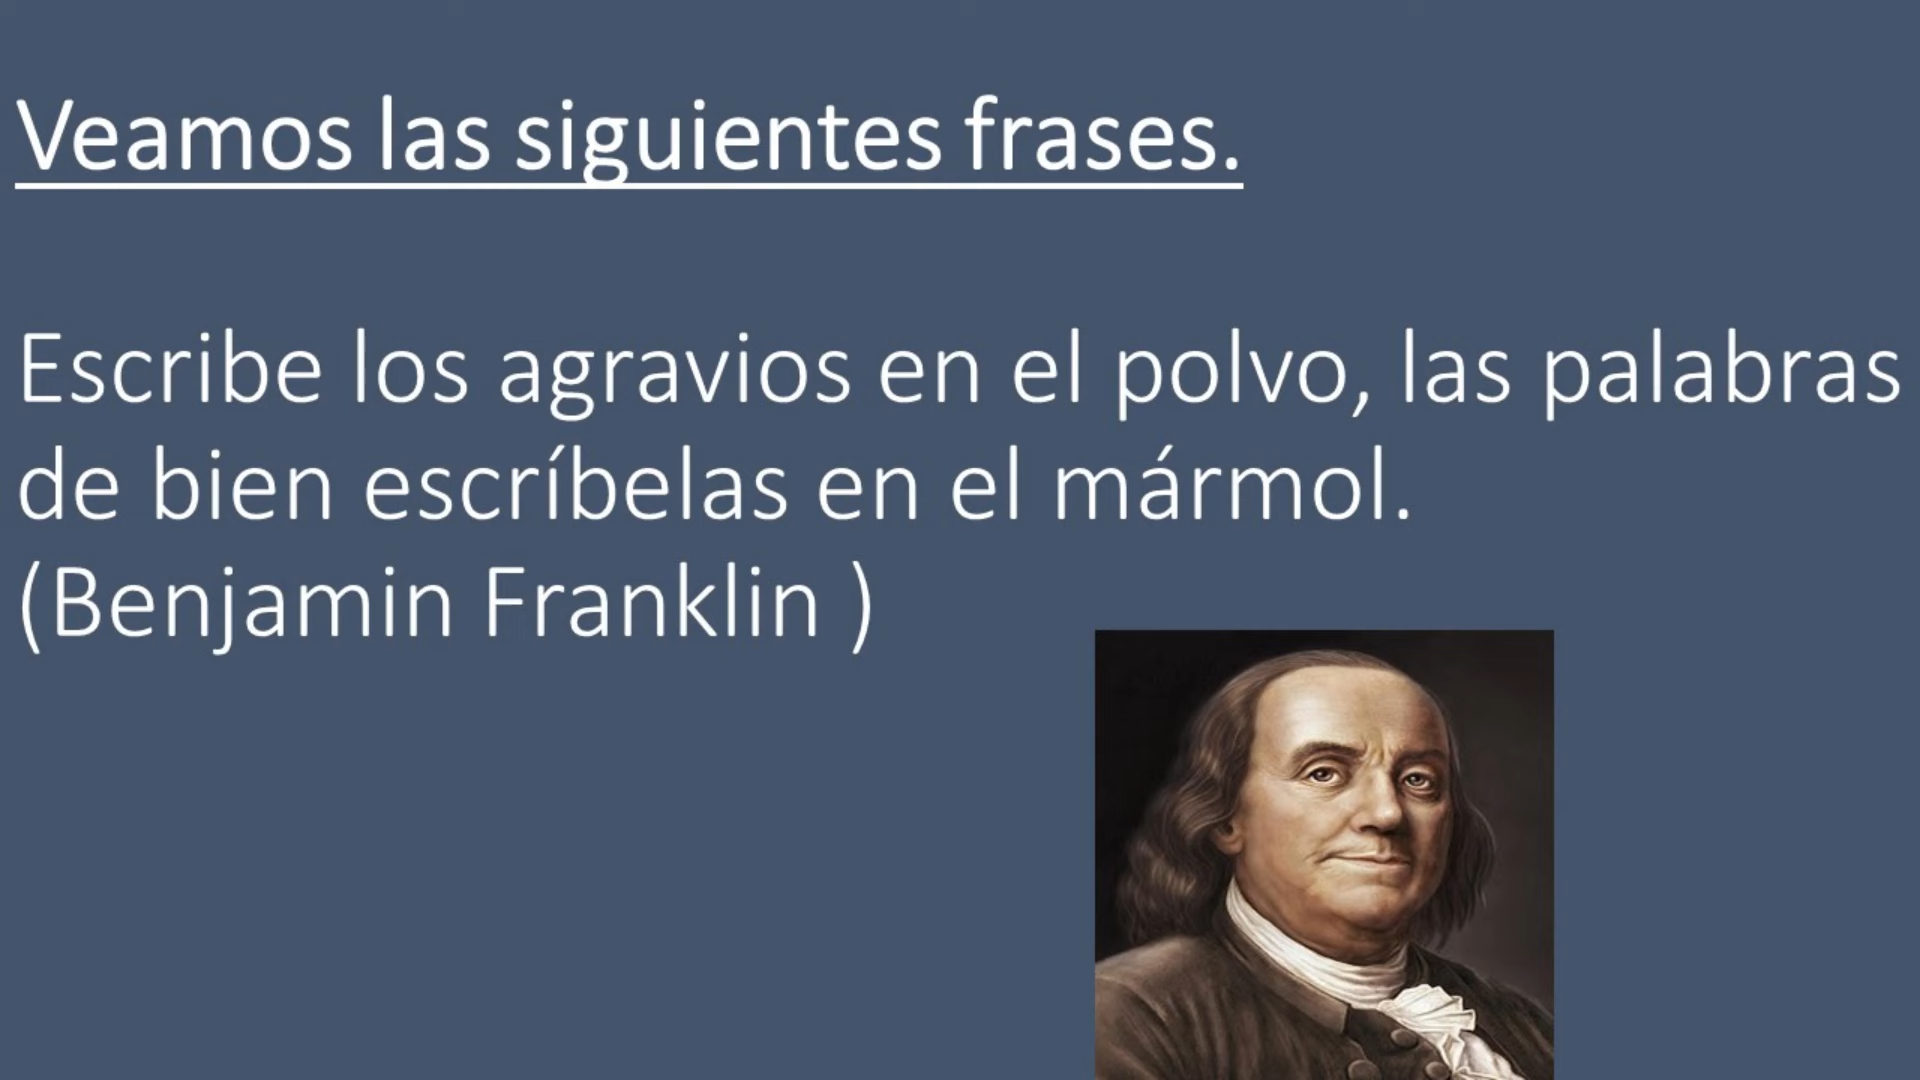 Veamos las siguientes frases.
Escribe los agravios en el polvo, las palabras
de bien escríbelas en el mármol.
(Benjamin Franklin )